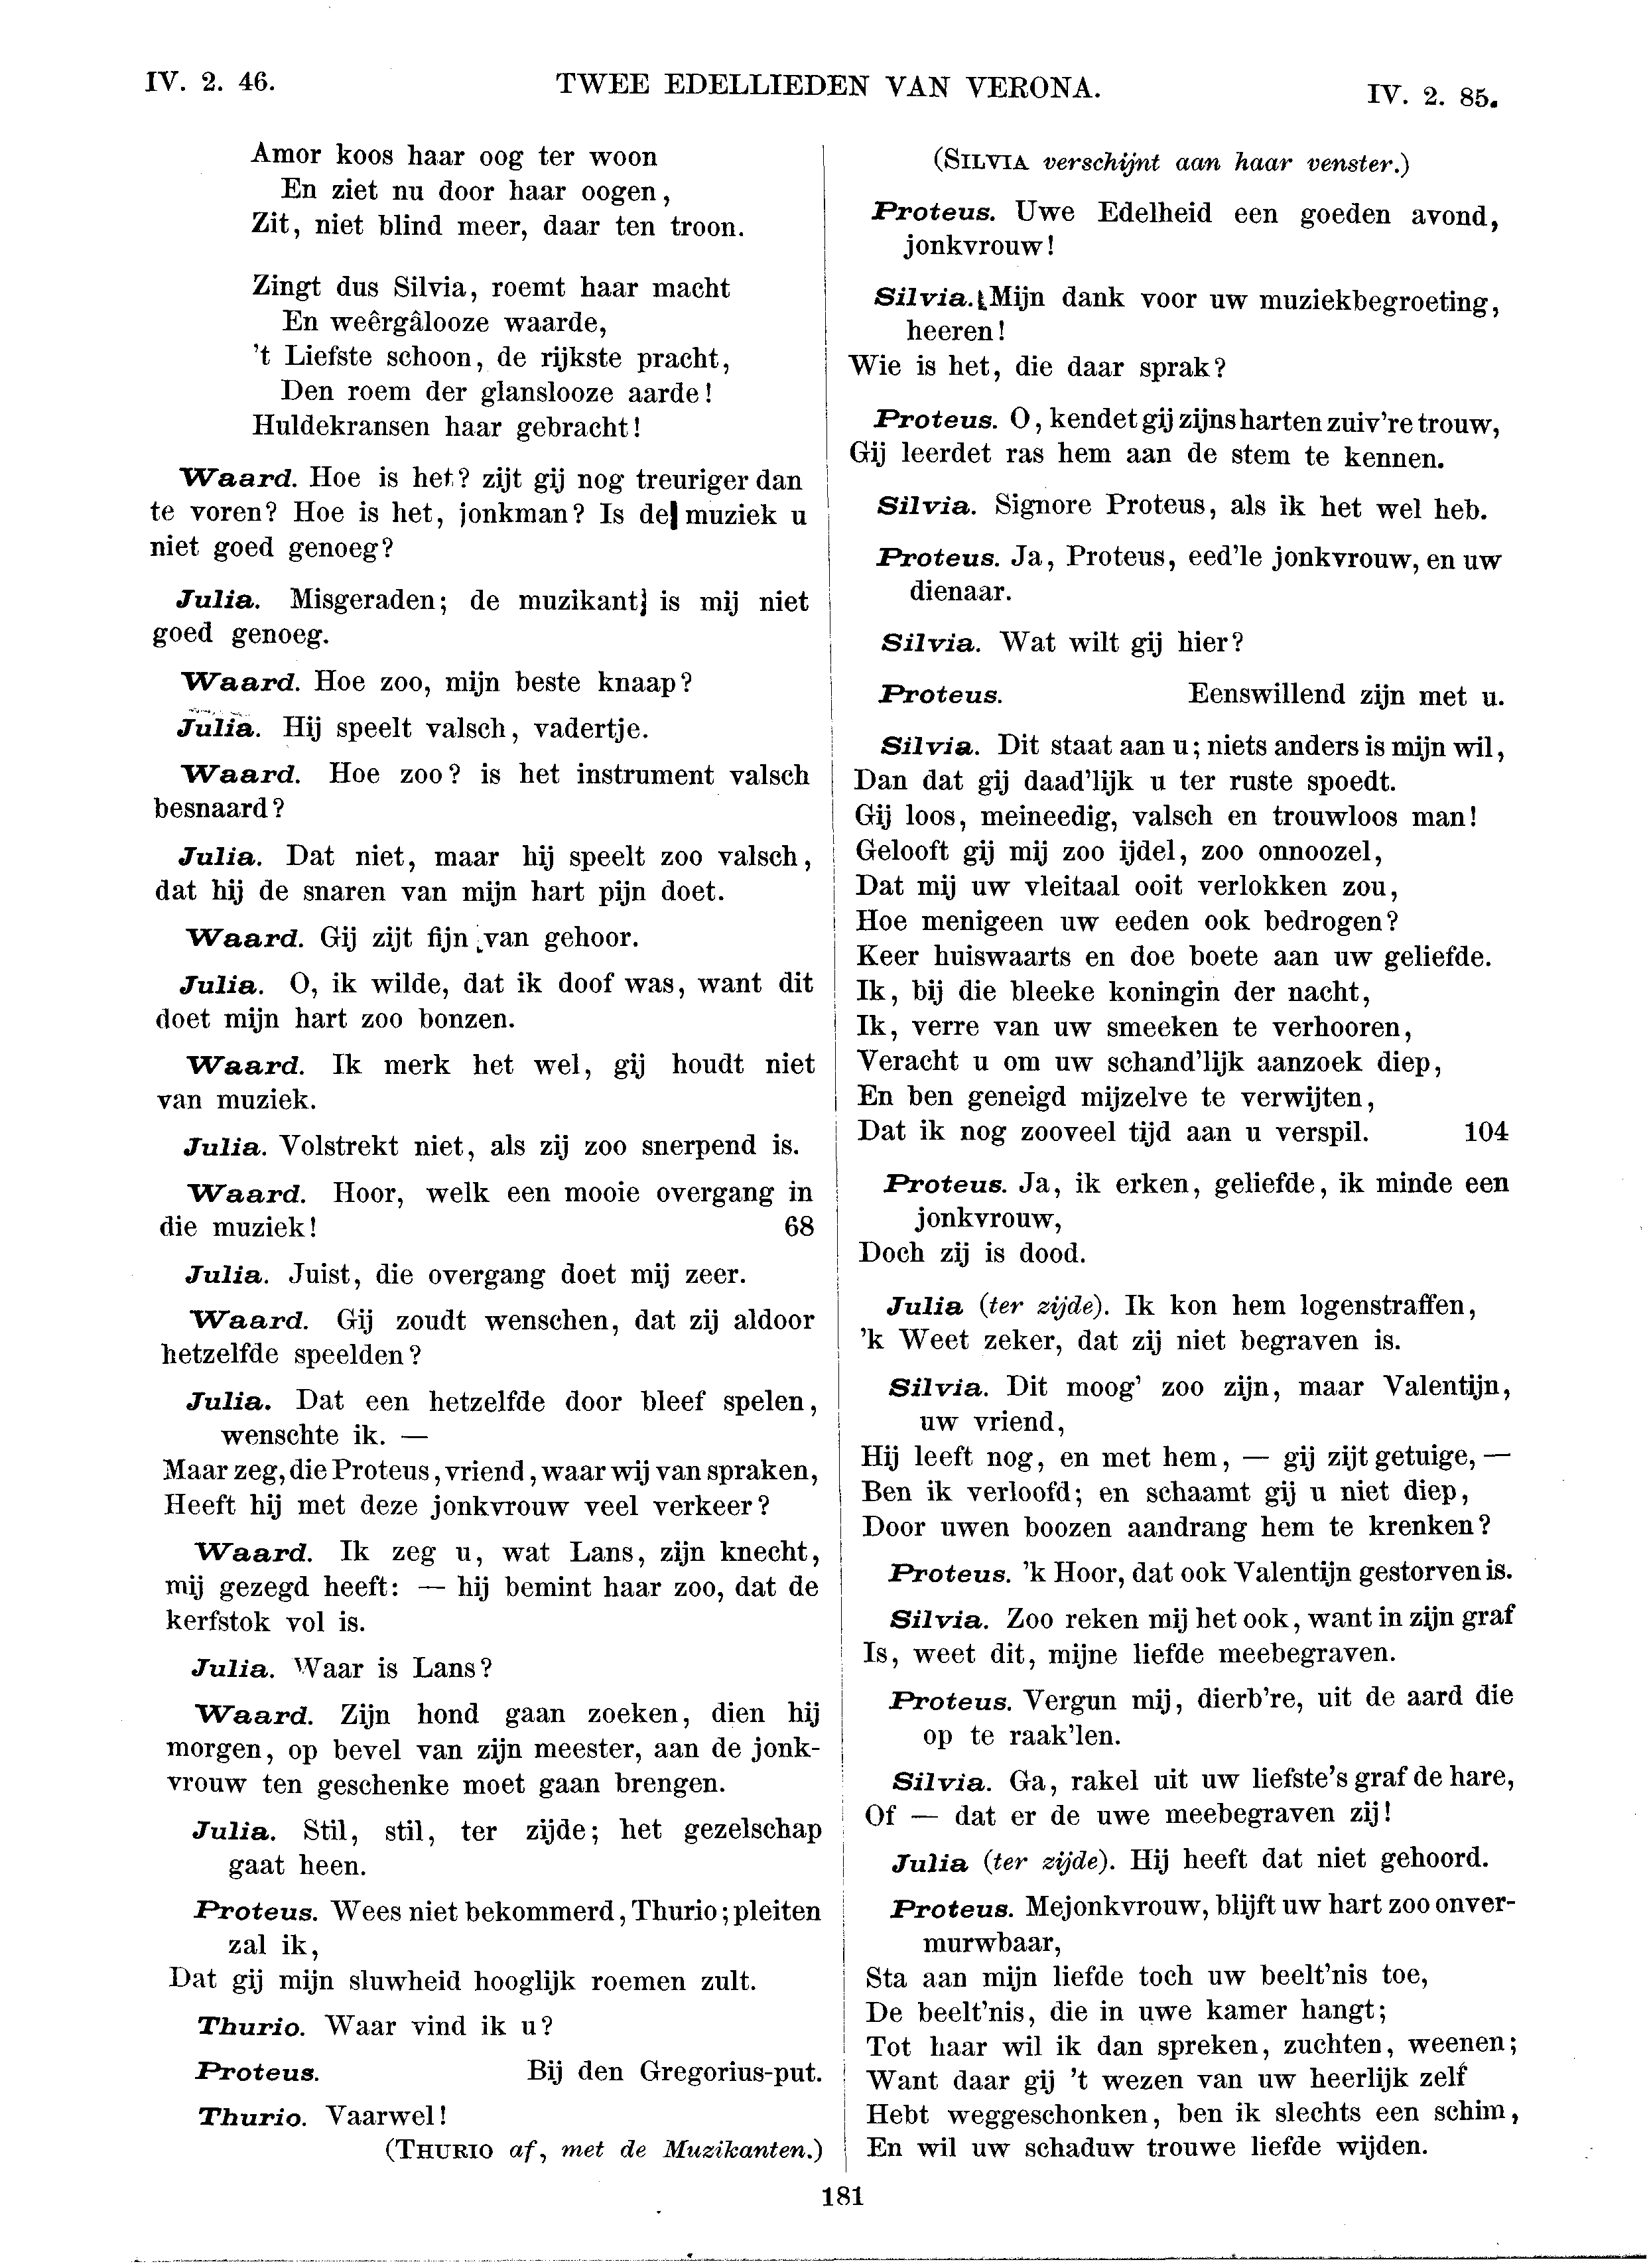 IV. 2. 46.
TWEE EDELLIEDEN VAN VERONA.
IV. 2. 85.
Amor koos haar oog ter woon
En ziet nu door haar oogen,
Zit, niet blind meer, daar ten troon.
Zingt dus Silvia, roemt haar macht
En weêrgâlooze waarde,
't Liefste schoon, de rijkste pracht,
Den roem der glanslooze aarde!
Huldekransen haar gebracht!
Waard. Hoe is het? zijt gij nog treuriger dan
te voren? Hoe is het, jonkman? Is de muziek u
niet goed genoeg?
Julia. Misgeraden; de muzikant is mij niet
goed genoeg.
Waard. Hoe zoo, mijn beste knaap?
Julia. Hij speelt valsch, vadertje.
Waard. Hoe zoo? is het instrument valsch
besnaard?
Julia. Dat niet, maar hij speelt zoo valsch,
dat hij de snaren van mijn hart pijn doet.
Waard. Gij zijt fijn van gehoor.
Julia. O, ik wilde, dat ik doof was, want dit
doet mijn hart zoo bonzen.
Waard. Ik merk het wel, gij houdt niet
van muziek.
Julia. Volstrekt niet, als zij zoo snerpend is.
Waard. Hoor, welk een mooie overgang in
die muziek! 68
Julia. Juist, die overgang doet mij zeer.
Waard. Gij zoudt wenschen, dat zij aldoor
hetzelfde speelden?
Julia. Dat een hetzelfde door bleef spelen,
wenschte ik. —
Maar zeg, die Proteus, vriend, waar wij van spraken,
Heeft hij met deze jonkvrouw veel verkeer?
Waard. Ik zeg u, wat Lans, zijn knecht,
mij gezegd heeft: — hij bemint haar zoo, dat de
kerfstok vol is.
Julia. Waar is Lans?
Waard. Zijn hond gaan zoeken, dien hij
morgen, op bevel van zijn meester, aan de jonk-
vrouw ten geschenke moet gaan brengen.
Julia. Stil, stil, ter zijde; het gezelschap
gaat heen.
Proteus. Wees niet bekommerd, Thurio; pleiten
zal ik,
Dat gij mijn sluwheid hooglijk roemen zult.
Thurio. Waar vind ik u?
Proteus. Bij den Gregorius-put.
Thurio. Vaarwel!
(THURIO af, met de Muzikanten.)
(SILVIA verschijnt aan haar venster.)
Proteus. Uwe Edelheid een goeden avond,
jonkvrouw!
Silvia. Mijn dank voor uw muziekbegroeting,
heeren!
Wie is het, die daar sprak?
Proteus. O, kendet gij zijns harten zuiv're trouw,
Gij leerdet ras hem aan de stem te kennen.
Silvia. Signore Proteus, als ik het wel heb.
Proteus. Ja, Proteus, eed'le jonkvrouw, en uw
dienaar.
Silvia. Wat wilt gij hier?
Proteus. Eenswillend zijn met u.
Silvia. Dit staat aan u; niets anders is mijn wil,
Dan dat gij daad'lijk u ter ruste spoedt.
Gij loos, meineedig, valsch en trouwloos man!
Gelooft gij mij zoo ijdel, zoo onnoozel,
Dat mij uw vleitaal ooit verlokken zou,
Hoe menigeen uw eeden ook bedrogen?
Keer huiswaarts en doe boete aan uw geliefde.
Ik, bij die bleeke koningin der nacht,
Ik, verre van uw smeeken te verhooren,
Veracht u om uw schand'lijk aanzoek diep,
En ben geneigd mijzelve te verwijten,
Dat ik nog zooveel tijd aan u verspil. 104
Proteus. Ja, ik erken, geliefde, ik minde een
jonkvrouw,
Doch zij is dood.
Julia (ter zijde). Ik kon hem logenstraffen,
'k Weet zeker, dat zij niet begraven is.
Silvia. Dit moog' zoo zijn, maar Valentijn,
uw vriend,
Hij leeft nog, en met hem, — gij zijt getuige, —
Ben ik verloofd; en schaamt gij u niet diep,
Door uwen boozen aandrang hem te krenken?
Proteus. 'k Hoor, dat ook Valentijn gestorven is.
Silvia. Zoo reken mij het ook, want in zijn graf
Is, weet dit, mijne liefde meebegraven.
Proteus. Vergun mij, dierb're, uit de aard die
op te raak'len.
Silvia. Ga, rakel uit uw liefste's graf de hare,
Of — dat er de uwe meebegraven zij!
Julia (ter zijde). Hij heeft dat niet gehoord.
Proteus. Mejonkvrouw, blijft uw hart zoo onver-
murwbaar,
Sta aan mijn liefde toch uw beelt'nis toe,
De beelt'nis, die in uwe kamer hangt;
Tot haar wil ik dan spreken, zuchten, weenen;
Want daar gij 't wezen van uw heerlijk zelf
Hebt weggeschonken, ben ik slechts een schim,
En wil uw schaduw trouwe liefde wijden.
181